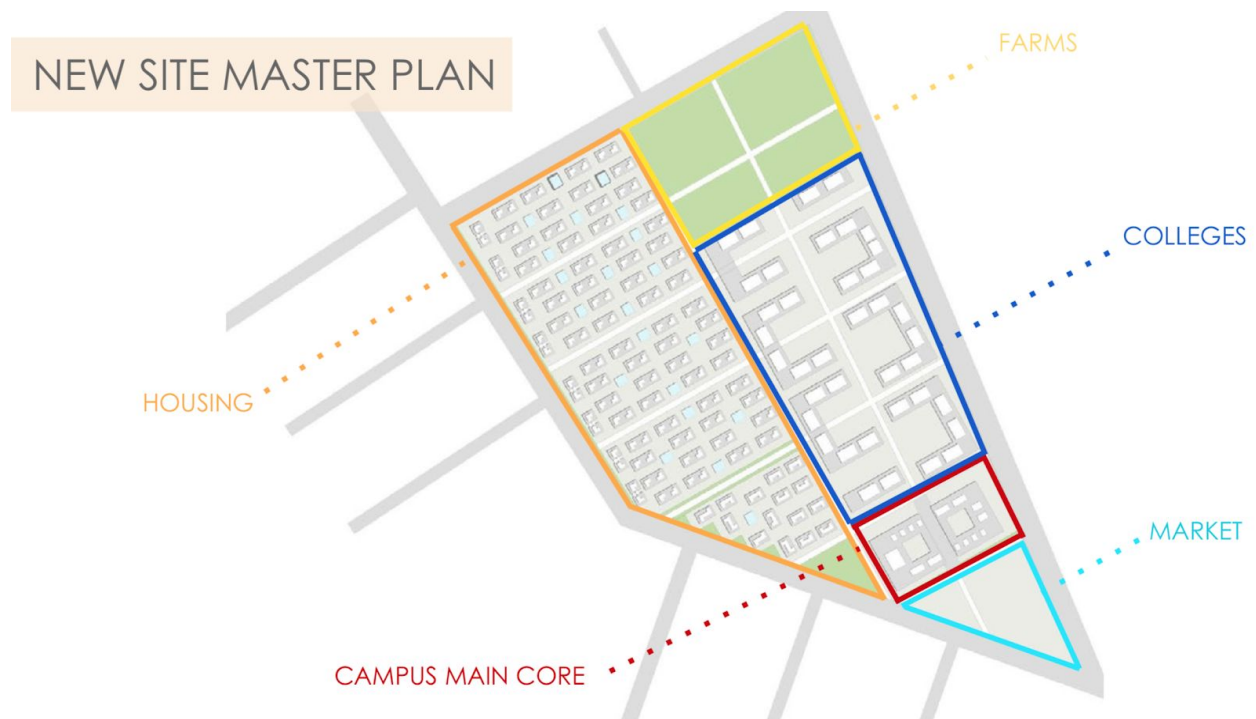 NEW SITE MASTER PLAN
FARMS
COLLEGES
HOUSING
MARKET
CAMPUS MAIN CORE